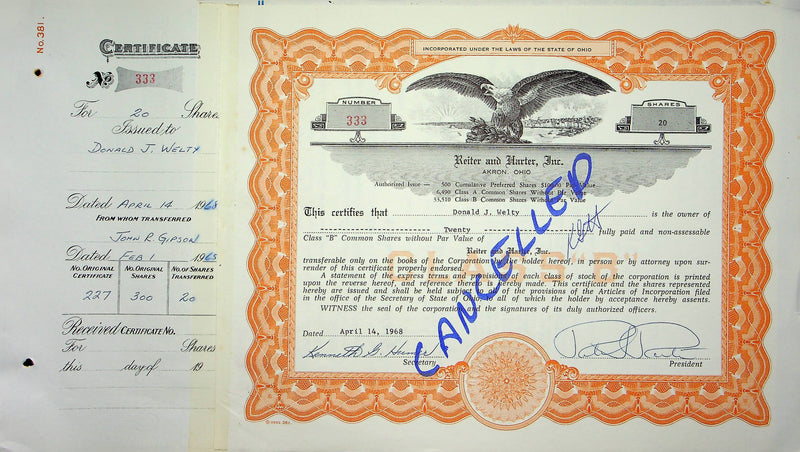 No. 381.
CERTIFICATE
No 333
For 20 Shares
Issued to
DONALD J. WELTY
Dated APRIL 14 1968
FROM WHOM TRANSFERRED
JOHN R. GIPSON
Dated FEB 1 1965
NO. ORIGINAL CERTIFICATE NO. ORIGINAL SHARES NO. OF SHARES TRANSFERRED
227 300 20
Received CERTIFICATE NO.
For Shares
this day of 19
INCORPORATED UNDER THE LAWS OF THE STATE OF OHIO
NUMBER
333
SHARES
20
Reiter and Harter, Inc.
AKRON, OHIO
Authorized Issue — 500 Cumulative Preferred Shares Par Value
6,490 Class A Common Shares Without Par Value
53,510 Class B Common Shares Without Par Value
This certifies that Donald J. Welty is the owner of
Twenty fully paid and non-assessable
Class "B" Common Shares without Par Value of
Reiter and Harter, Inc.
transferable only on the books of the Corporation by the holder hereof, in person or by attorney upon surrender of this certificate properly endorsed.
A statement of the express terms and provisions of each class of stock of the corporation is printed
upon the reverse hereof, and reference thereto is hereby made. This certificate and the shares represented
hereby are issued and shall be held subject to all of the provisions of the Articles of Incorporation filed
in the office of the Secretary of State of Ohio, to all of which the holder by acceptance hereby assents.
WITNESS the seal of the corporation and the signatures of its duly authorized officers.
CANCELLED
Dated April 14, 1968
Secretary
President